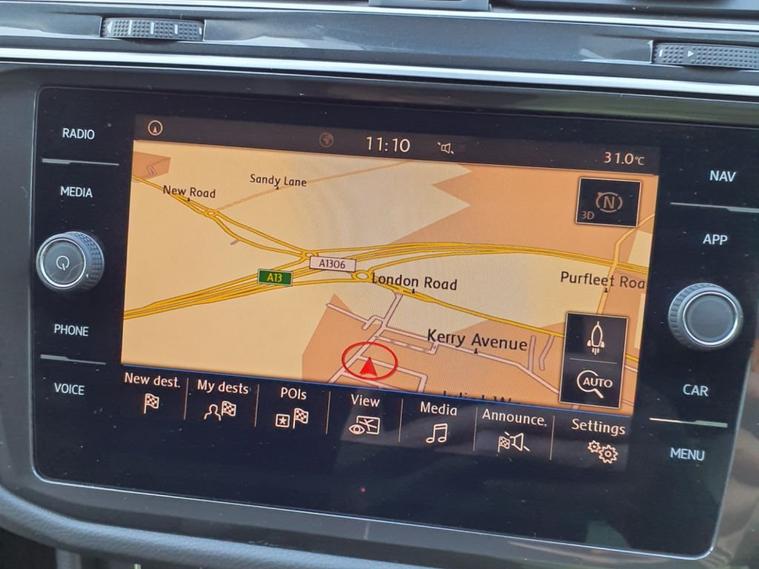 RADIO
MEDIA
PHONE
VOICE
11:10
31.0°C
New Road
Sandy Lane
N
3D
A1306
A13
London Road
Purfleet Roa
Kerry Avenue
AUTO
New dest.
My dests
POIs
View
Media
Announce.
Settings
NAV
APP
CAR
MENU